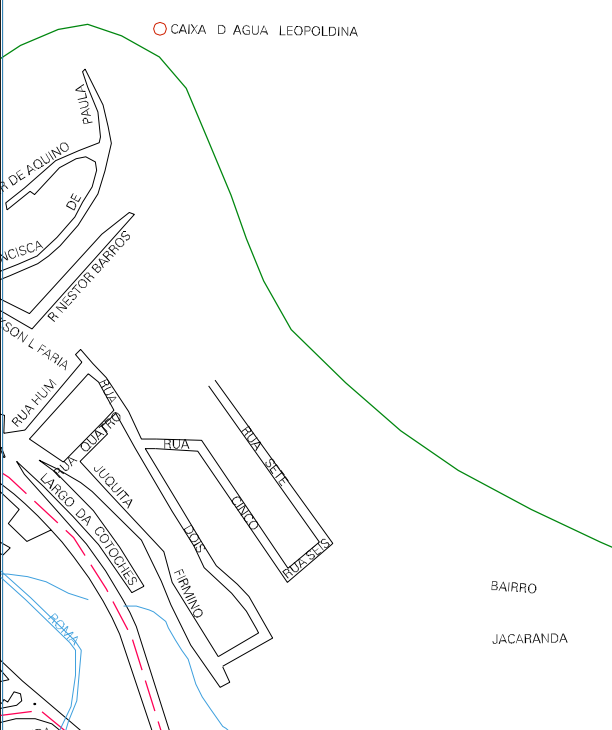 CAIXA D AGUA LEOPOLDINA
PAULA
R DE AQUINO
DE
NCISCA
R NESTOR BARROS
KSON L FARIA
RUA HUM
RUA
RUA QUATRO
RUA
RUA SETE
JUQUITA
LARGO DA COTOCHES
CINCO
DOIS
RUA SEIS
FIRMINO
BAIRRO
JACARANDA
ROMA